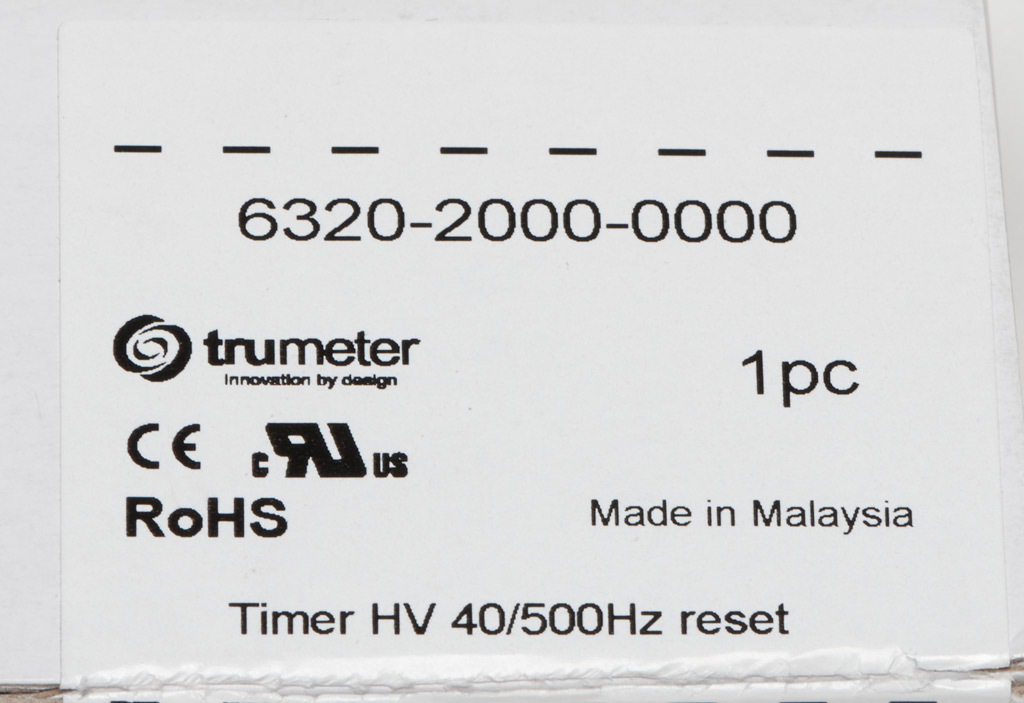 6320-2000-0000
trumeter
innovation by design
1pc
CE c RU us
RoHS
Made in Malaysia
Timer HV 40/500Hz reset